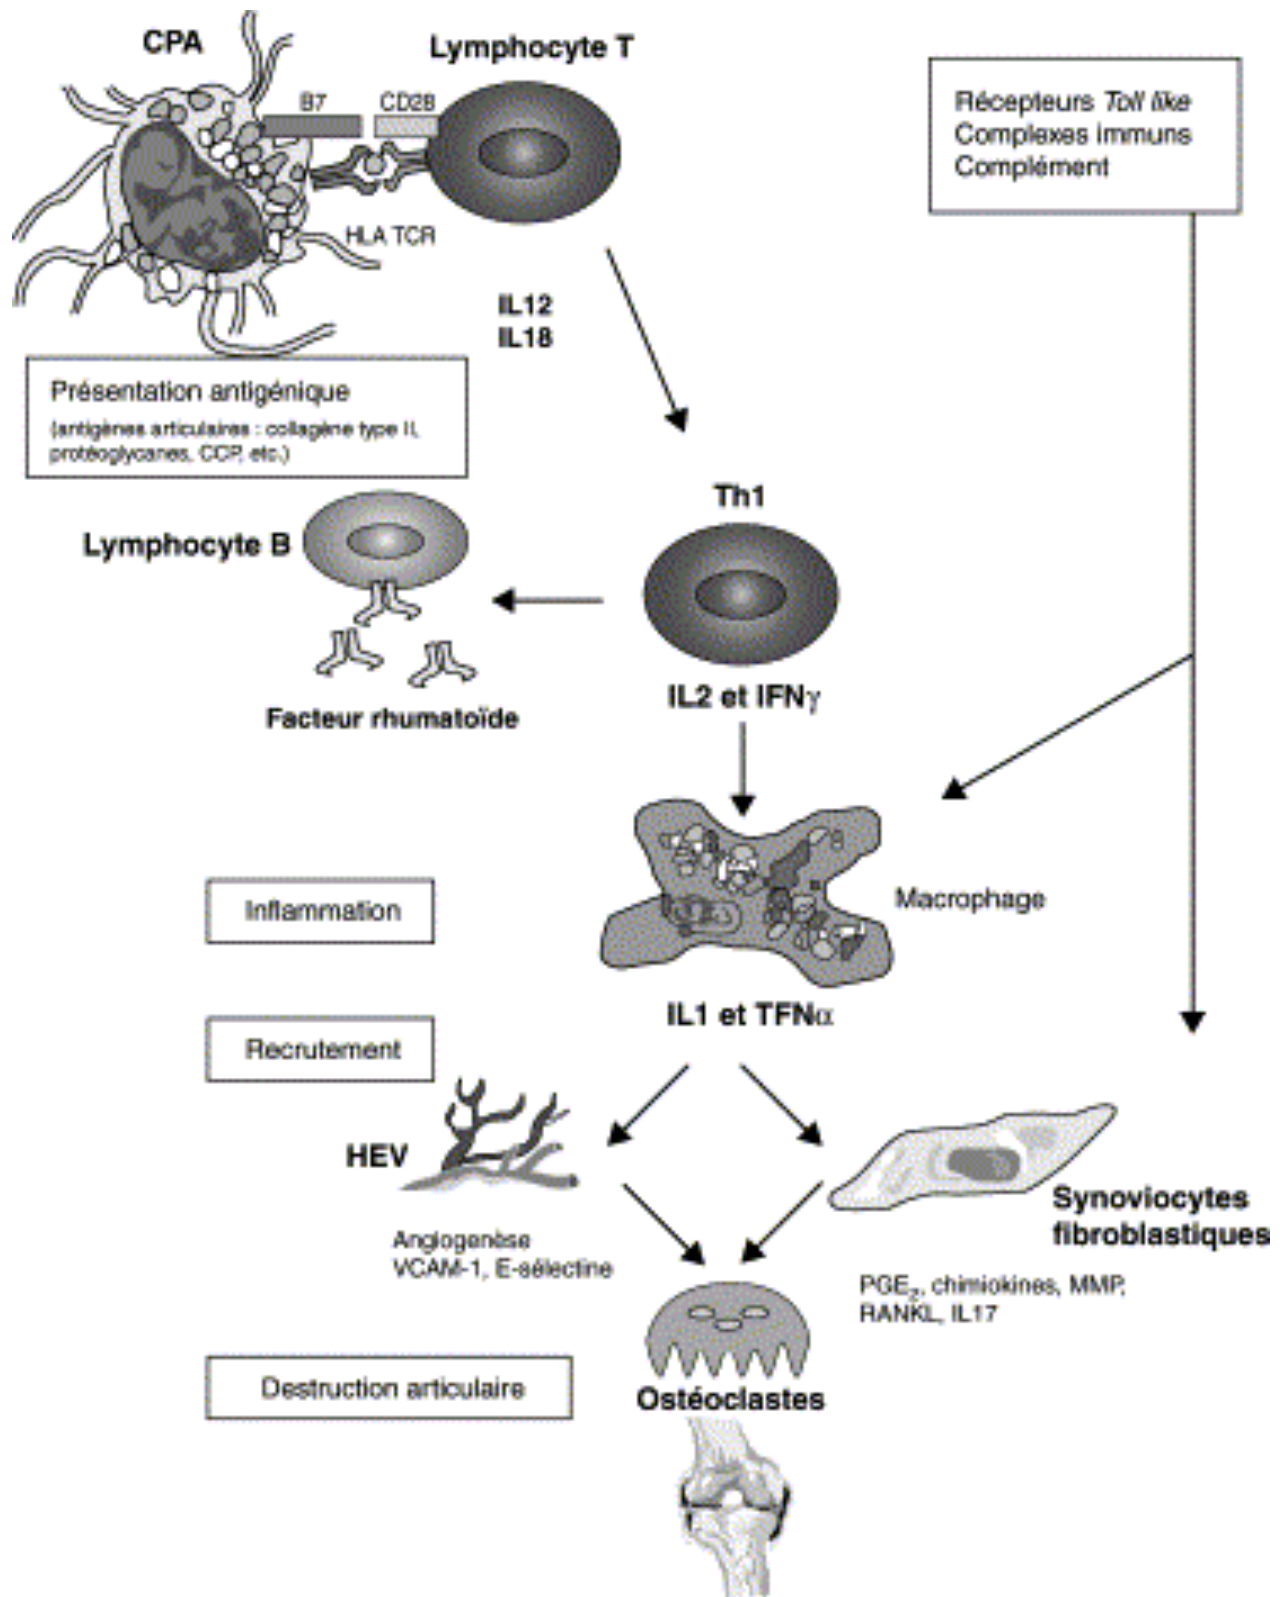 CPA
Lymphocyte T
B7
CD28
HLA TCR
Récepteurs Toll like
Complexes immuns
Complément
IL12
IL18
Présentation antigénique
(antigènes articulaires : collagène type II,
protéoglycanes, CCP, etc.)
Th1
Lymphocyte B
IL2 et IFNγ
Facteur rhumatoïde
Inflammation
Macrophage
IL1 et TFNα
Recrutement
HEV
Synoviocytes
fibroblastiques
Angiogenèse
VCAM-1, E-sélectine
PGE₂, chimiokines, MMP,
RANKL, IL17
Destruction articulaire
Ostéoclastes